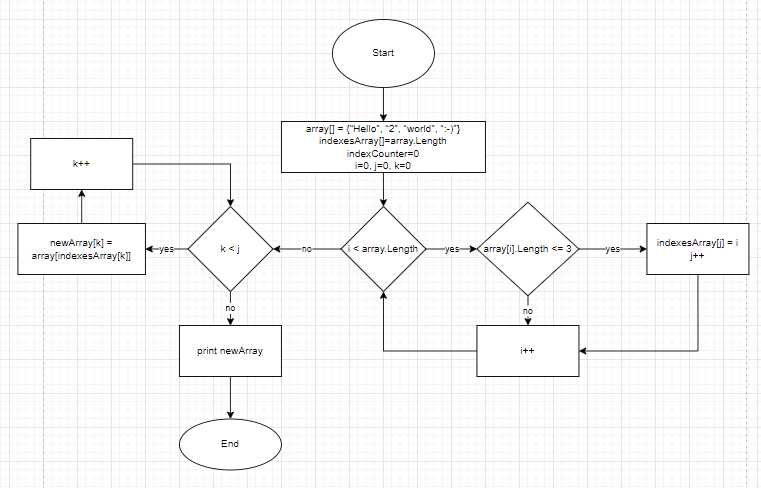 Start
array[] = {"Hello", "2", "world", ":-)"}
indexesArray[]=array.Length
indexCounter=0
i=0, j=0, k=0
k++
newArray[k] =
array[indexesArray[k]]
yes
k < j
no
i < array.Length
yes
array[i].Length <= 3
yes
indexesArray[j] = i
j++
no
no
print newArray
i++
End